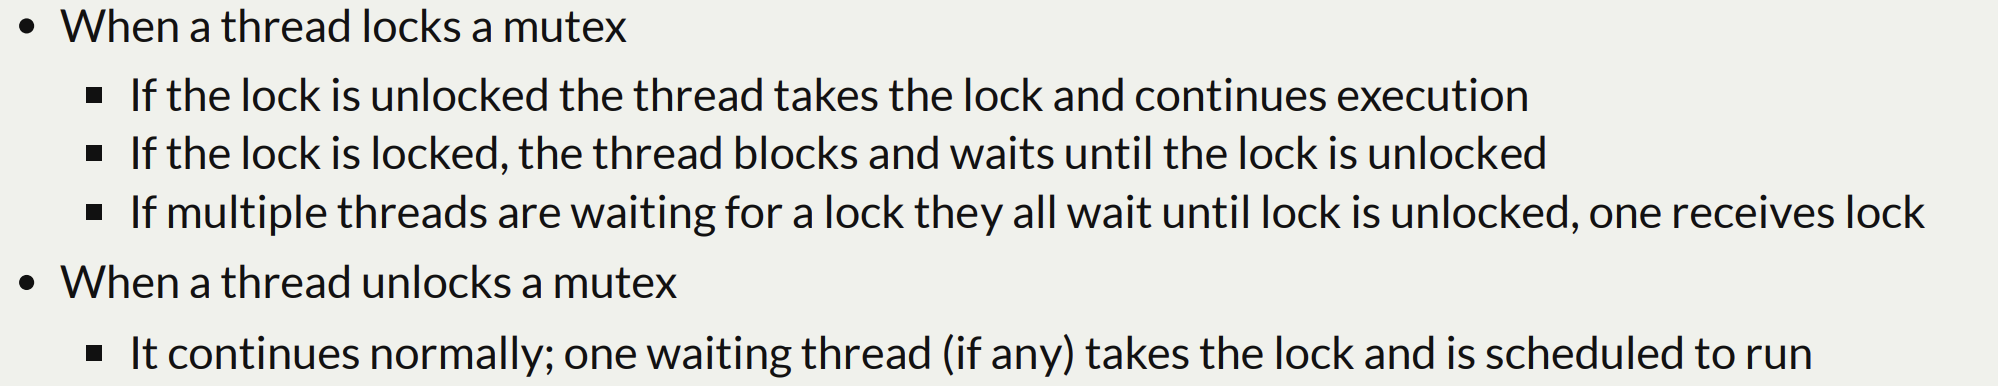 When a thread locks a mutex
If the lock is unlocked the thread takes the lock and continues execution
If the lock is locked, the thread blocks and waits until the lock is unlocked
If multiple threads are waiting for a lock they all wait until lock is unlocked, one receives lock
When a thread unlocks a mutex
It continues normally; one waiting thread (if any) takes the lock and is scheduled to run